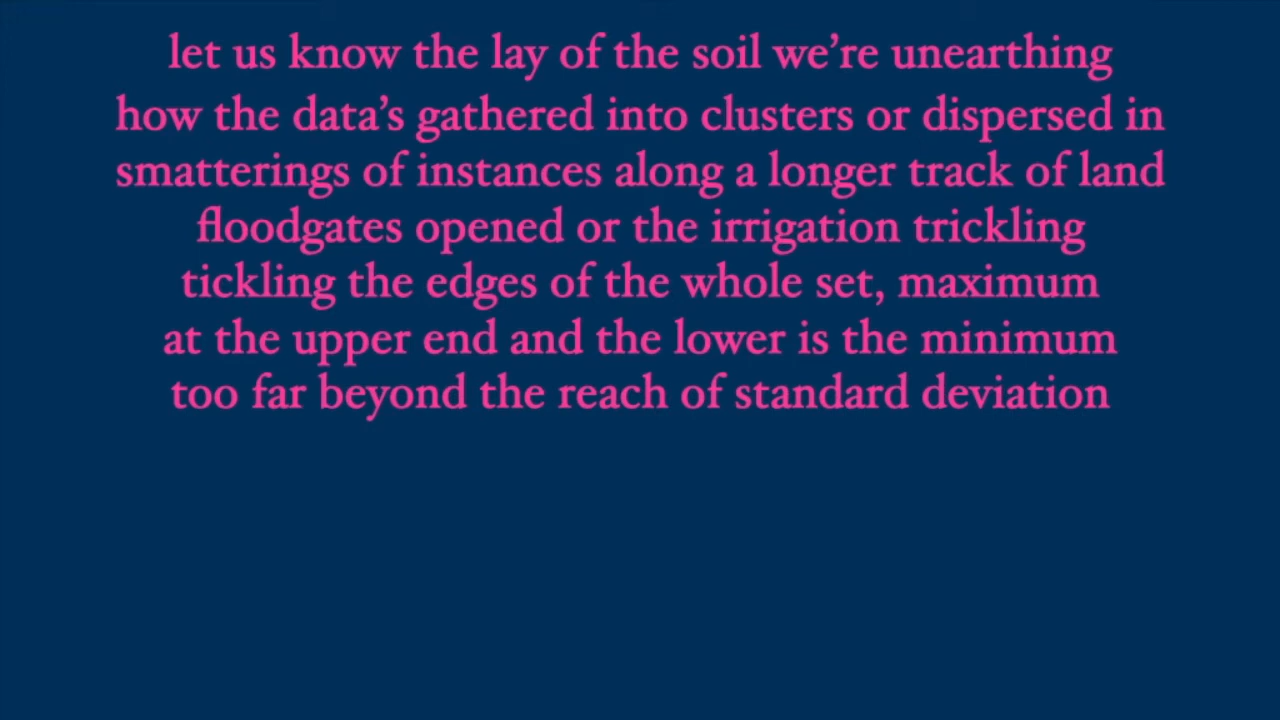 let us know the lay of the soil we’re unearthing
how the data’s gathered into clusters or dispersed in
smatterings of instances along a longer track of land
floodgates opened or the irrigation trickling
tickling the edges of the whole set, maximum
at the upper end and the lower is the minimum
too far beyond the reach of standard deviation